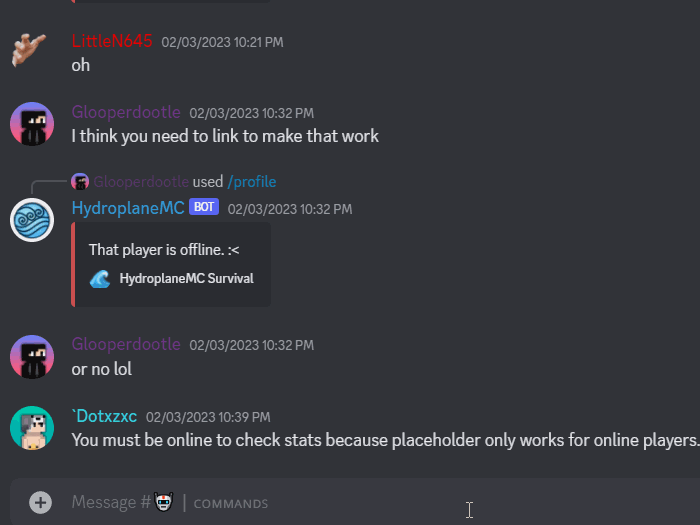 LittleN645 02/03/2023 10:21 PM
oh
Glooperdootle 02/03/2023 10:32 PM
I think you need to link to make that work
Glooperdootle used /profile
HydroplaneMC BOT 02/03/2023 10:32 PM
That player is offline. :<
HydroplaneMC Survival
Glooperdootle 02/03/2023 10:32 PM
or no lol
`Dotxzxc 02/03/2023 10:39 PM
You must be online to check stats because placeholder only works for online players.
Message # | COMMANDS